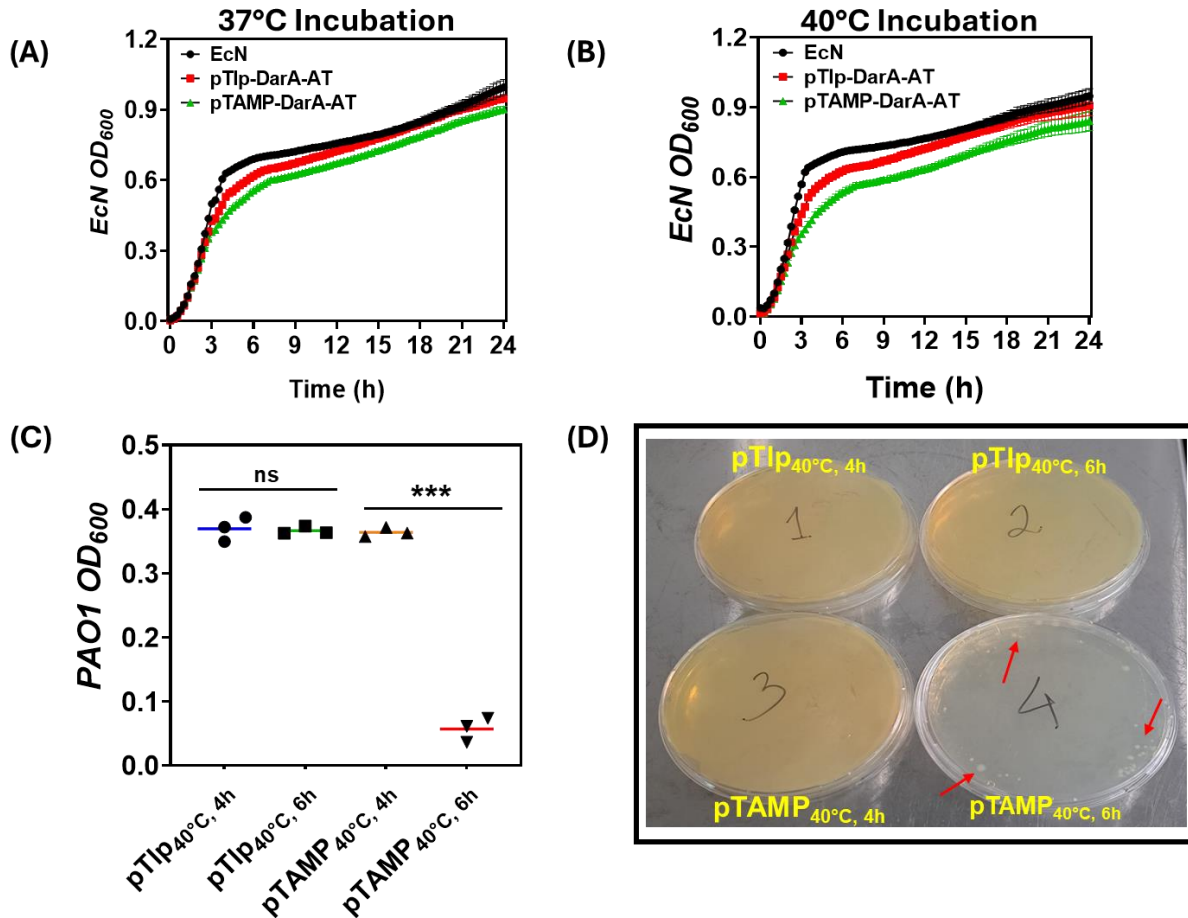 (A)
37°C Incubation
EcN
pTlp-DarA-AT
pTAMP-DarA-AT
EcN OD600
1.2
0.9
0.6
0.3
0.0
0 3 6 9 12 15 18 21 24
Time (h)
(B)
40°C Incubation
EcN
pTlp-DarA-AT
pTAMP-DarA-AT
EcN OD600
1.2
0.9
0.6
0.3
0.0
0 3 6 9 12 15 18 21 24
Time (h)
(C)
PAO1 OD600
0.5
0.4
0.3
0.2
0.1
0.0
ns
***
pTlp40°C, 4h
pTlp40°C, 6h
pTAMP40°C, 4h
pTAMP40°C, 6h
(D)
pTlp40°C, 4h
pTlp40°C, 6h
1
2
3
4
pTAMP40°C, 4h
pTAMP40°C, 6h